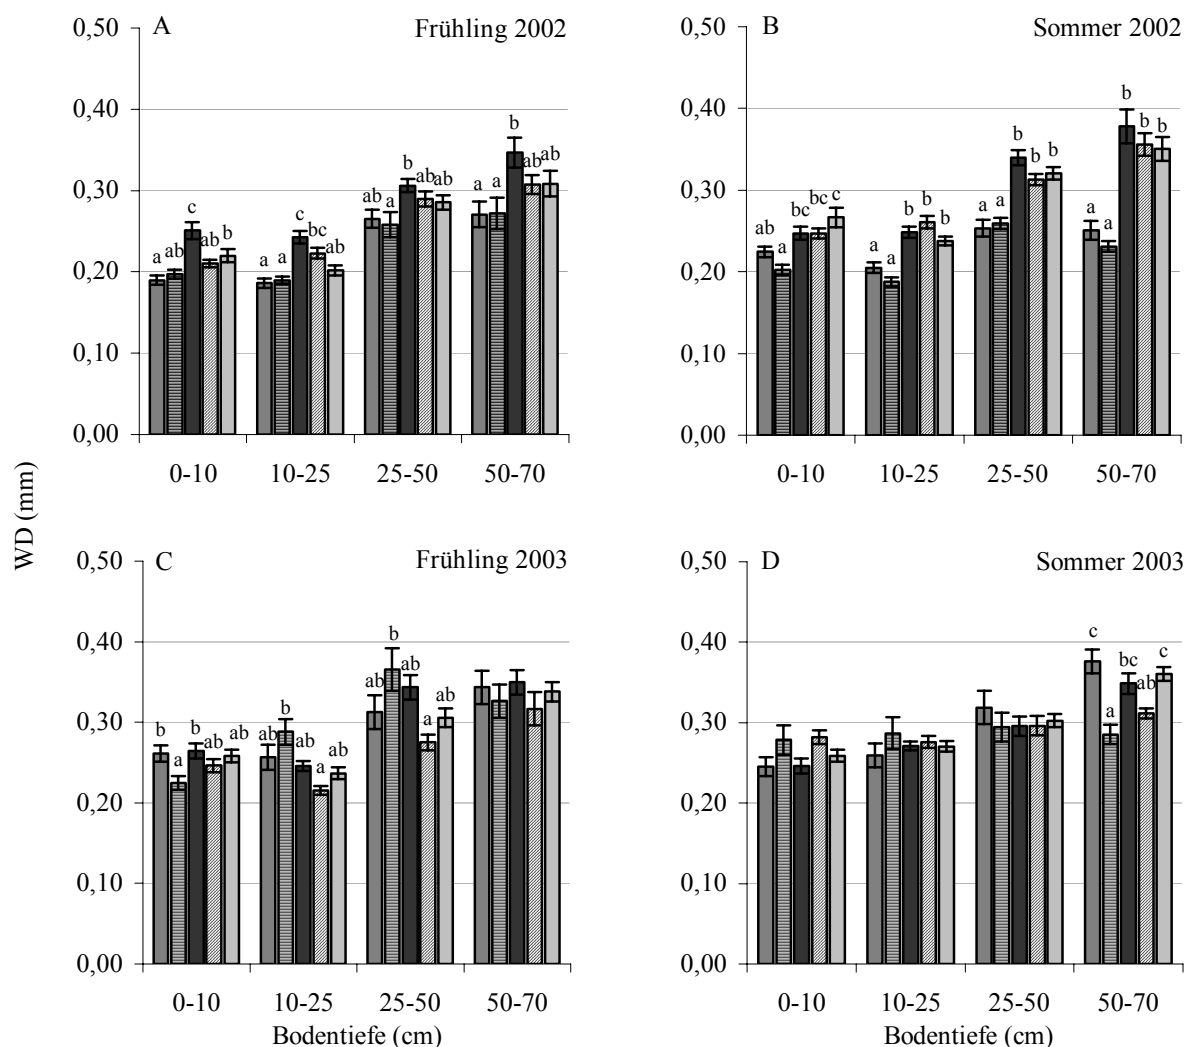 A Frühling 2002
0,50
0,40
0,30
0,20
0,10
0,00
a ab c ab b
a a c bc ab
ab a b ab ab
a a b ab ab
0-10 10-25 25-50 50-70
B Sommer 2002
0,50
0,40
0,30
0,20
0,10
0,00
ab a bc bc c
a a b b b
a a b b b
a a b b b
0-10 10-25 25-50 50-70
WD (mm)
C Frühling 2003
0,50
0,40
0,30
0,20
0,10
0,00
b a b ab ab
ab b ab a ab
ab b ab a ab
0-10 10-25 25-50 50-70
Bodentiefe (cm)
D Sommer 2003
0,50
0,40
0,30
0,20
0,10
0,00
c a bc ab c
0-10 10-25 25-50 50-70
Bodentiefe (cm)